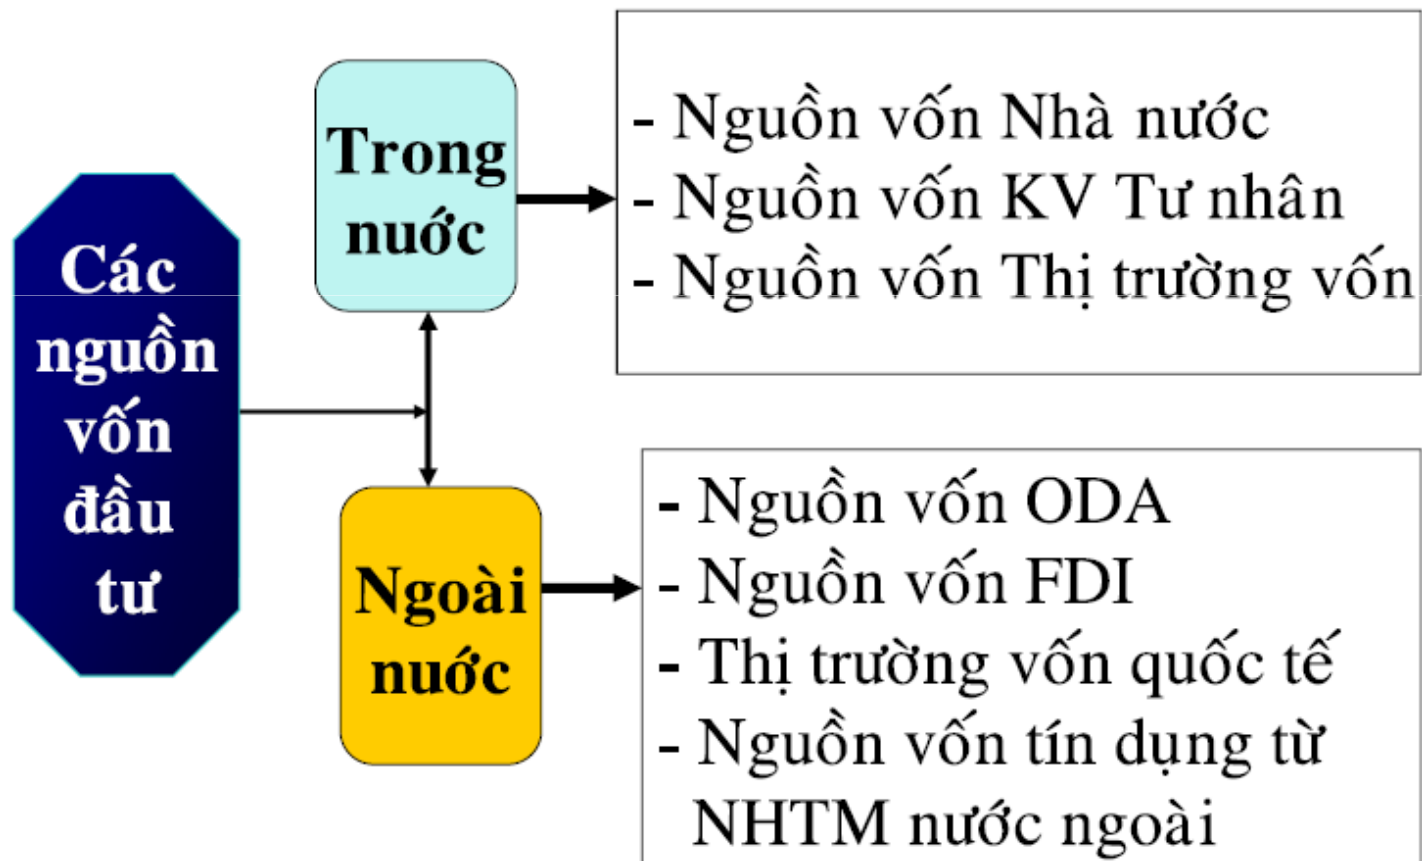 Các
nguồn
vốn
đầu
tư
Trong
nuớc
- Nguồn vốn Nhà nước
- Nguồn vốn KV Tư nhân
- Nguồn vốn Thị trường vốn
Ngoài
nuớc
- Nguồn vốn ODA
- Nguồn vốn FDI
- Thị trường vốn quốc tế
- Nguồn vốn tín dụng từ
NHTM nước ngoài